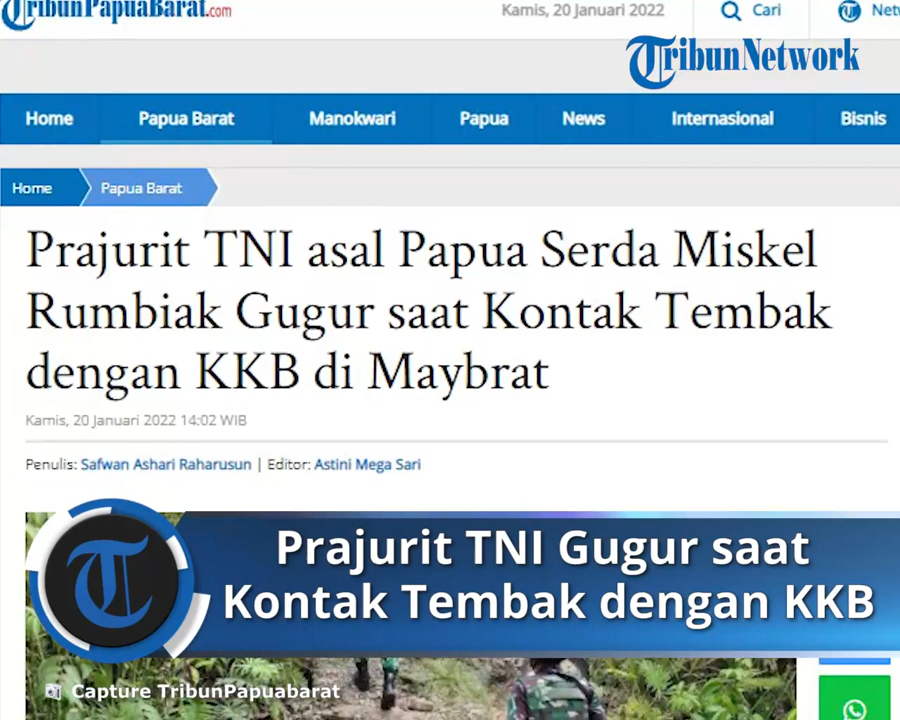 TribunPapuaBarat.com
Kamis, 20 Januari 2022
Cari
Net
TribunNetwork
Home
Papua Barat
Manokwari
Papua
News
Internasional
Bisnis
Home
Papua Barat
Prajurit TNI asal Papua Serda Miskel
Rumbiak Gugur saat Kontak Tembak
dengan KKB di Maybrat
Kamis, 20 Januari 2022 14:02 WIB
Penulis: Safwan Ashari Raharusun | Editor: Astini Mega Sari
T
Prajurit TNI Gugur saat
Kontak Tembak dengan KKB
Capture TribunPapuabarat